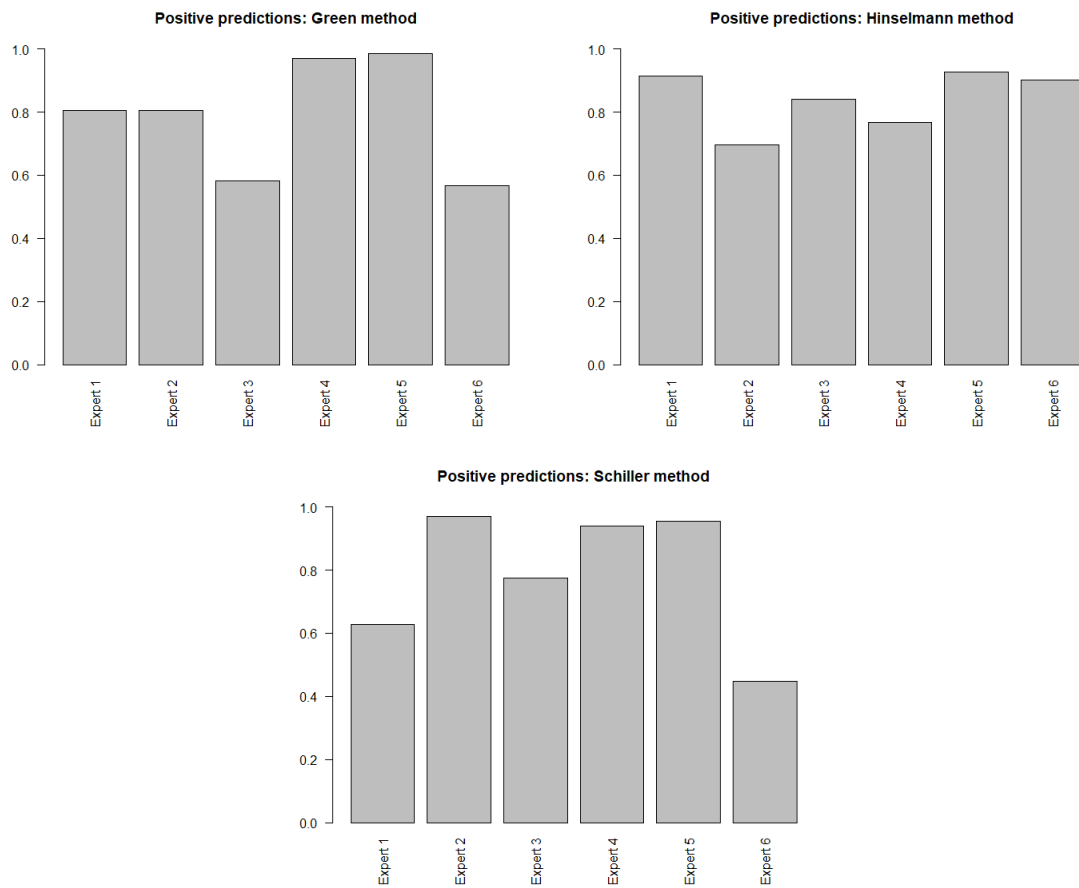 Positive predictions: Green method
1.0
0.8
0.6
0.4
0.2
0.0
Expert 1
Expert 2
Expert 3
Expert 4
Expert 5
Expert 6
Positive predictions: Hinselmann method
1.0
0.8
0.6
0.4
0.2
0.0
Expert 1
Expert 2
Expert 3
Expert 4
Expert 5
Expert 6
Positive predictions: Schiller method
1.0
0.8
0.6
0.4
0.2
0.0
Expert 1
Expert 2
Expert 3
Expert 4
Expert 5
Expert 6